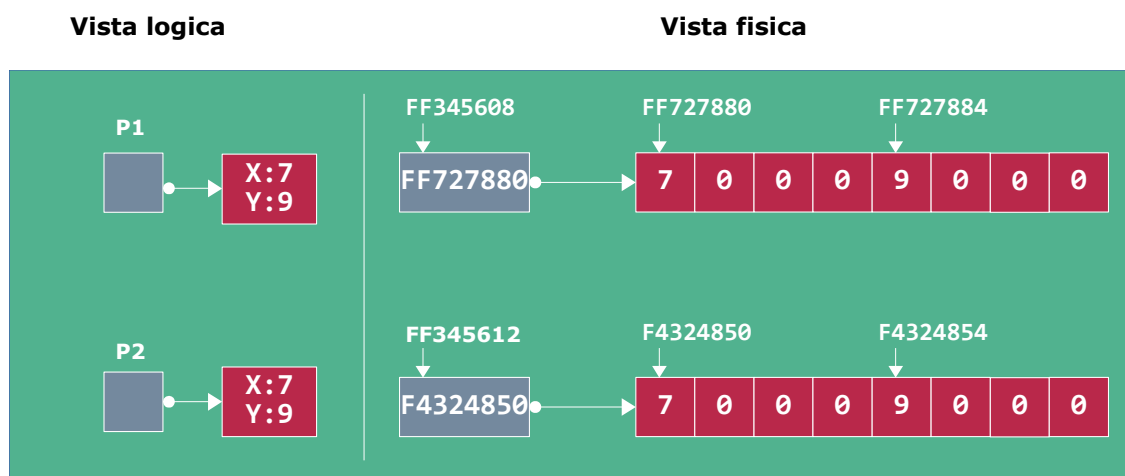 Vista logica
Vista fisica
P1
X:7
Y:9
FF345608
FF727880
FF727884
FF727880
7 0 0 0 9 0 0 0
P2
X:7
Y:9
FF345612
F4324850
F4324854
F4324850
7 0 0 0 9 0 0 0